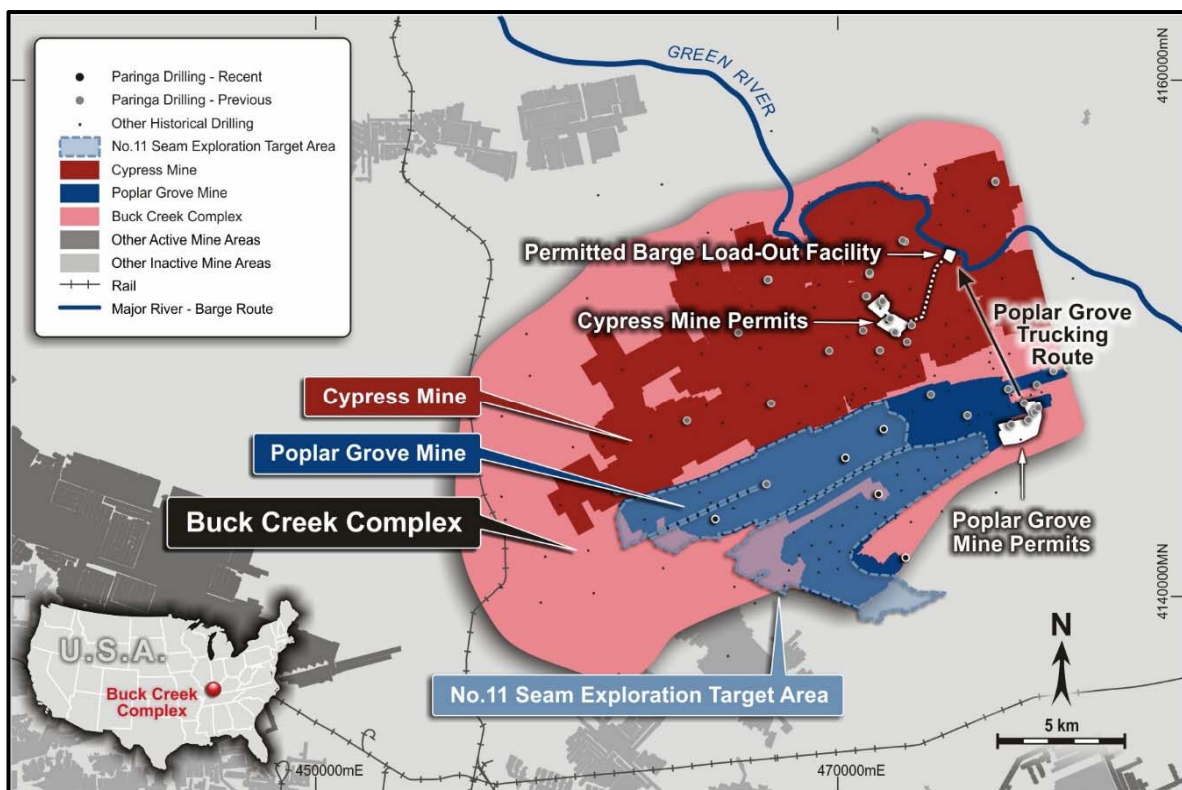 Paringa Drilling - Recent
Paringa Drilling - Previous
Other Historical Drilling
No.11 Seam Exploration Target Area
Cypress Mine
Poplar Grove Mine
Buck Creek Complex
Other Active Mine Areas
Other Inactive Mine Areas
Rail
Major River - Barge Route
GREEN RIVER
4160000mN
Permitted Barge Load-Out Facility
Cypress Mine Permits
Poplar Grove
Trucking
Route
Cypress Mine
Poplar Grove Mine
Buck Creek Complex
Poplar Grove
Mine Permits
4140000MN
U.S.A.
Buck Creek
Complex
No.11 Seam Exploration Target Area
N
5 km
450000mE
470000mE